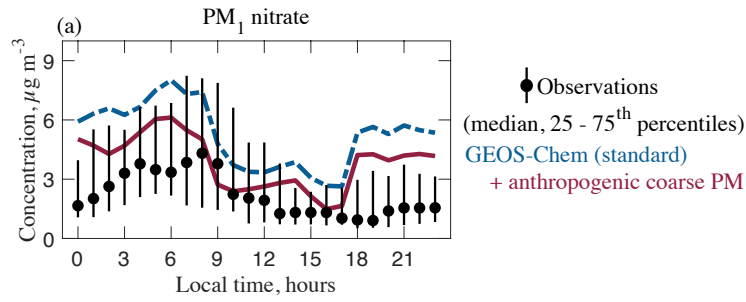 (a)
PM₁ nitrate
Concentration, μg m⁻³
9
6
3
0
0 3 6 9 12 15 18 21
Local time, hours
Observations
(median, 25 - 75ᵗʰ percentiles)
GEOS-Chem (standard)
+ anthropogenic coarse PM